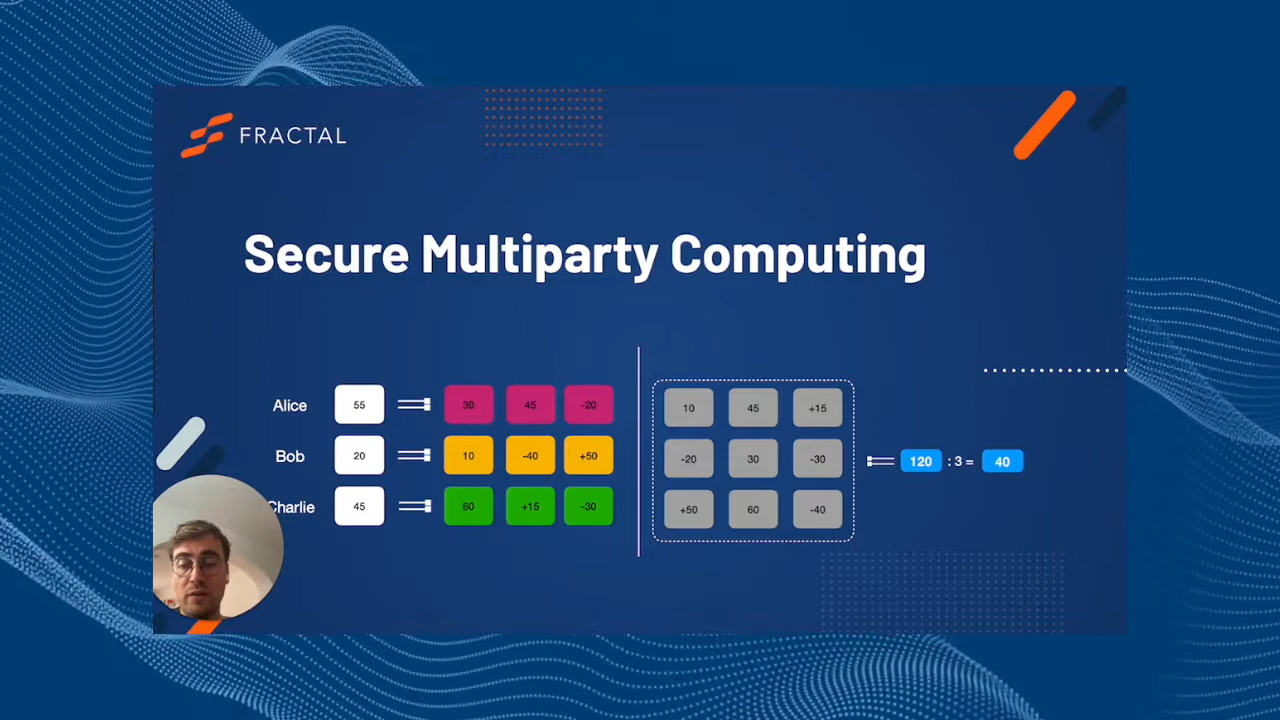 FRACTAL
Secure Multiparty Computing
Alice 55 30 45 -20
Bob 20 10 -40 +50
Charlie 45 60 +15 -30
10 45 +15
-20 30 -30
+50 60 -40
120 : 3 = 40